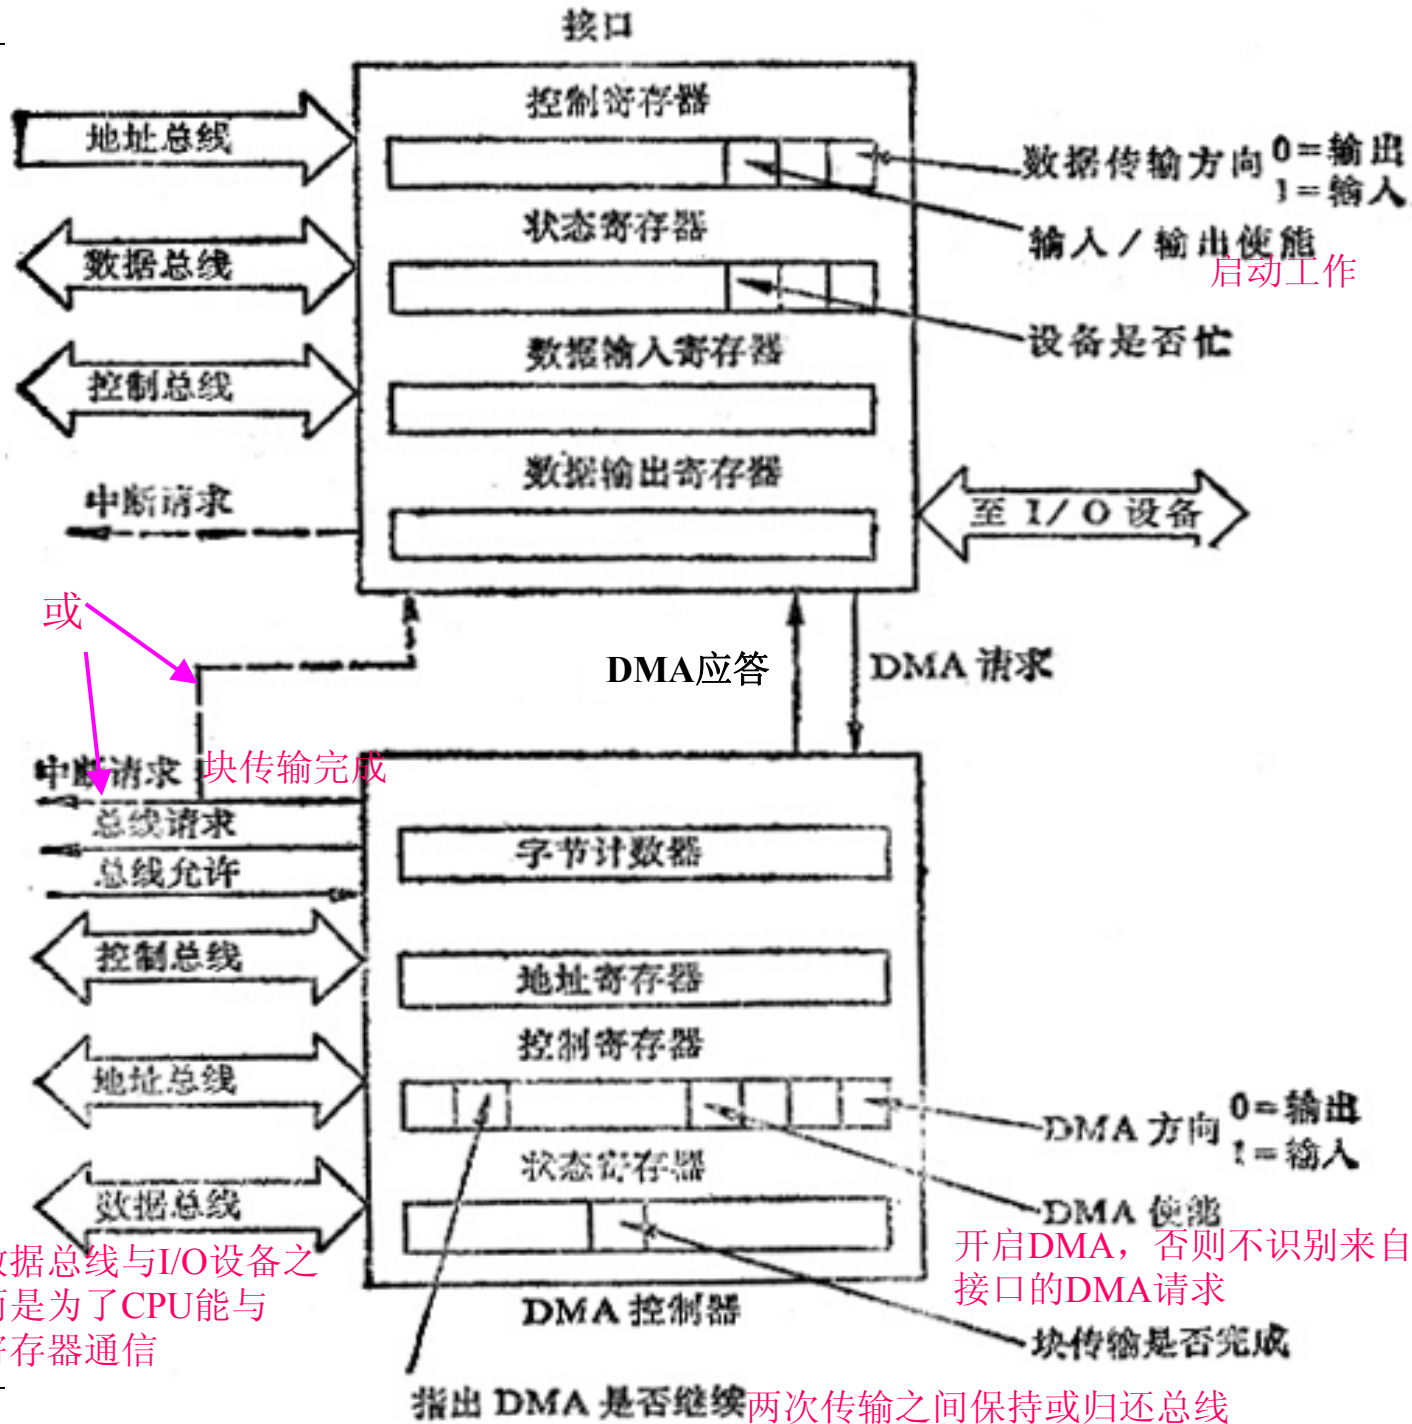 接口
控制寄存器
地址总线
数据传输方向 0=输出
1=输入
状态寄存器
输入/输出使能
启动工作
数据总线
设备是否忙
数据输入寄存器
控制总线
数据输出寄存器
中断请求
至 I/O 设备
或
DMA应答
DMA 请求
中断请求
块传输完成
总线请求
字节计数器
总线允许
控制总线
地址寄存器
控制寄存器
地址总线
DMA 方向 0=输出
1=输入
状态寄存器
数据总线
DMA 使能
开启DMA，否则不识别来自
接口的DMA请求
据总线与I/O设备之
是为了CPU能与
存器通信
DMA 控制器
块传输是否完成
指出 DMA 是否继续
两次传输之间保持或归还总线